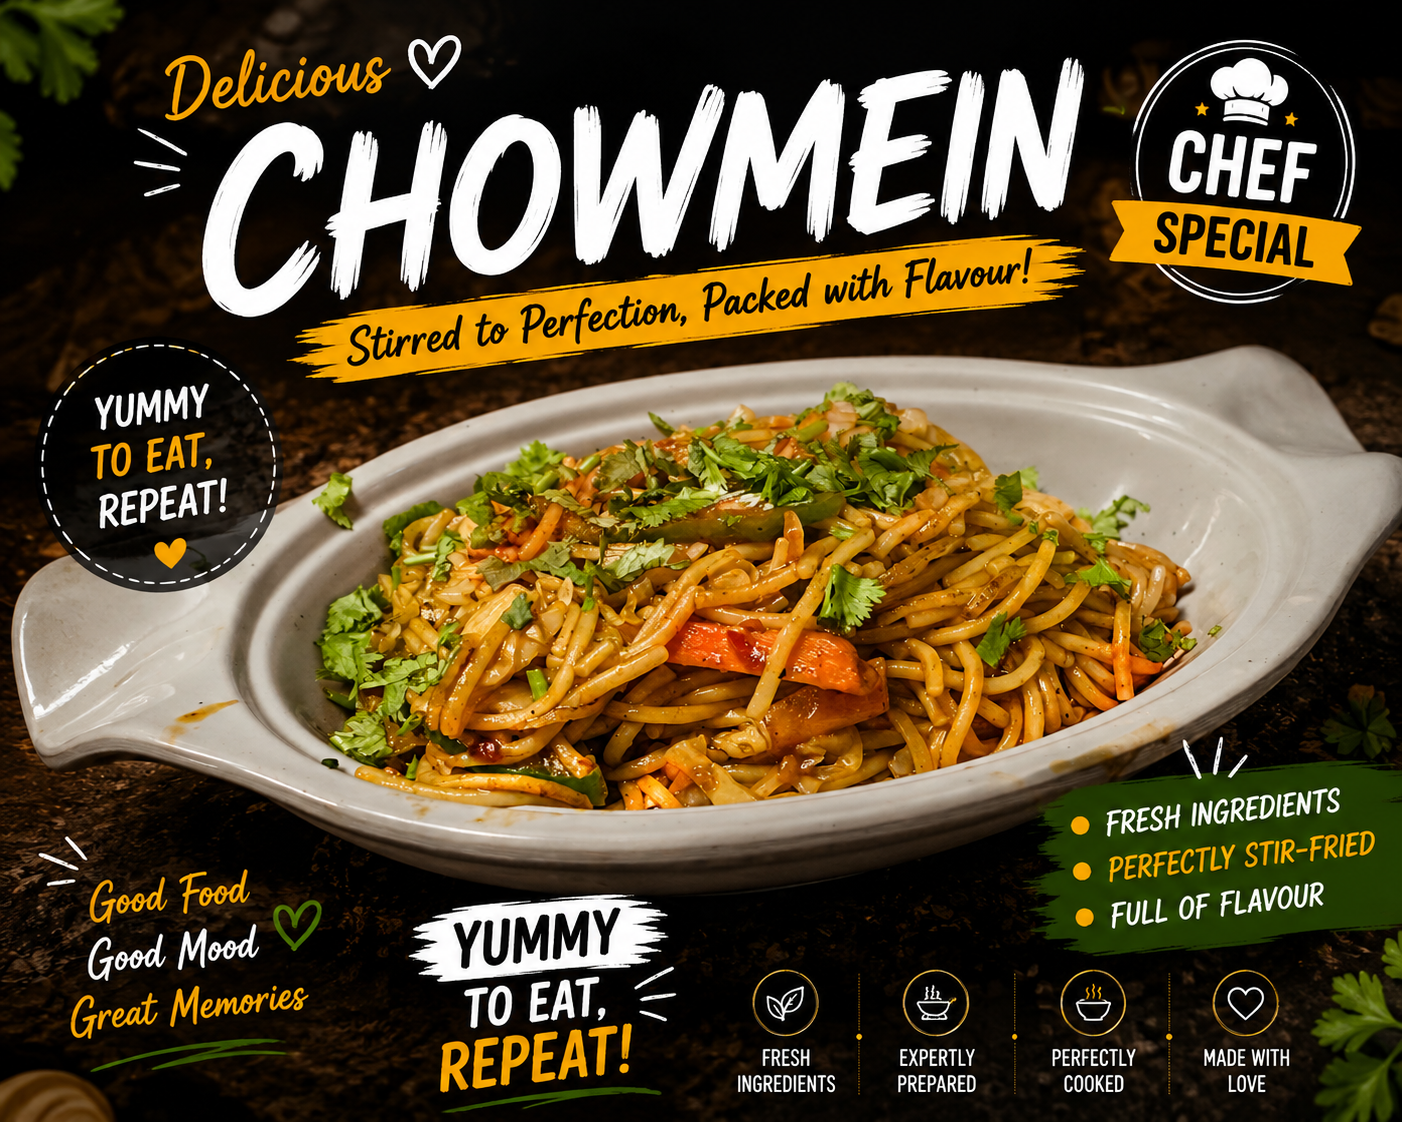 Delicious
CHOWMEIN
Stirred to Perfection, Packed with Flavour!
CHEF
SPECIAL
YUMMY
TO EAT,
REPEAT!
FRESH INGREDIENTS
PERFECTLY STIR-FRIED
FULL OF FLAVOUR
Good Food
Good Mood
Great Memories
YUMMY
TO EAT,
REPEAT!
FRESH
INGREDIENTS
EXPERTLY
PREPARED
PERFECTLY
COOKED
MADE WITH
LOVE